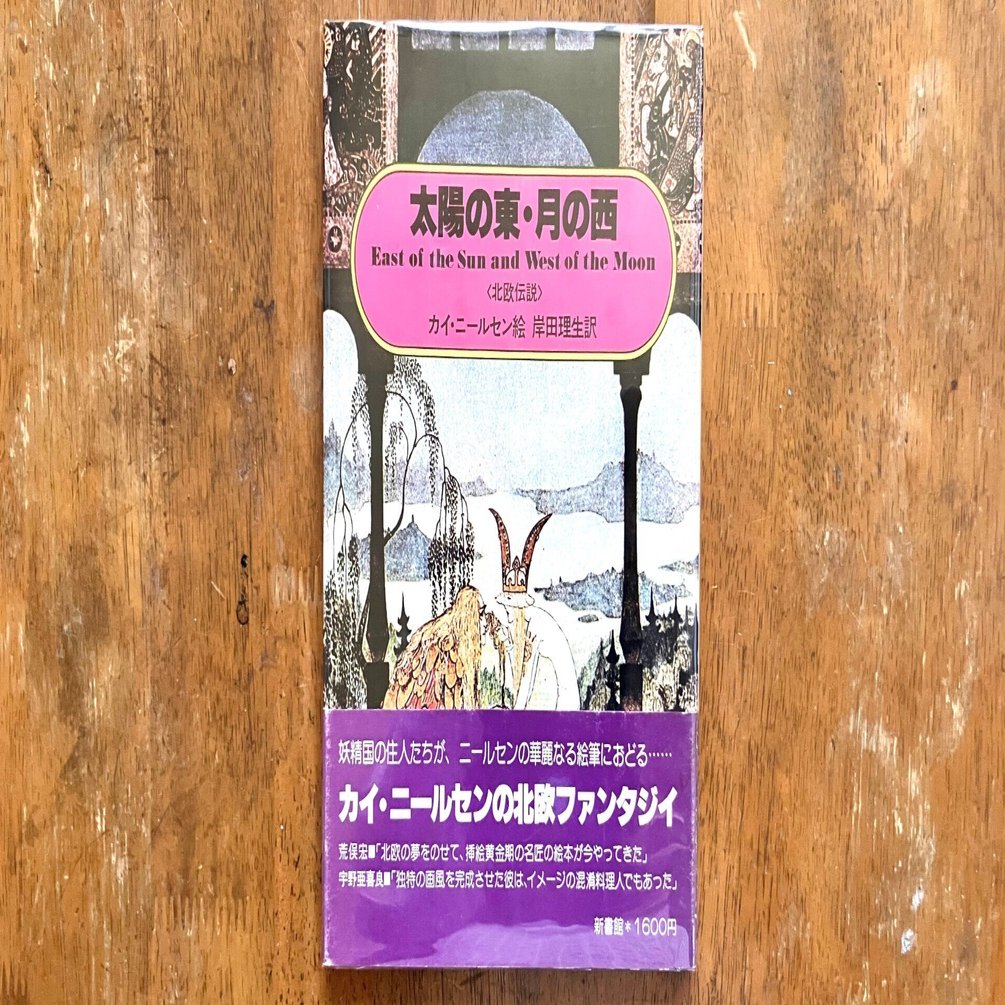 太陽の東・月の西
East of the Sun and West of the Moon
〈北欧伝説〉
カイ・ニールセン絵 岸田理生訳
妖精国の住人たちが、ニールセンの華麗なる絵筆におどる……
カイ・ニールセンの北欧ファンタジイ
荒俣宏■「北欧の夢をのせて、挿絵黄金期の名匠の絵本が今やってきた」
宇野亜喜良■「独特の画風を完成させた彼は、イメージの混淆料理人でもあった」
新書館*1600円